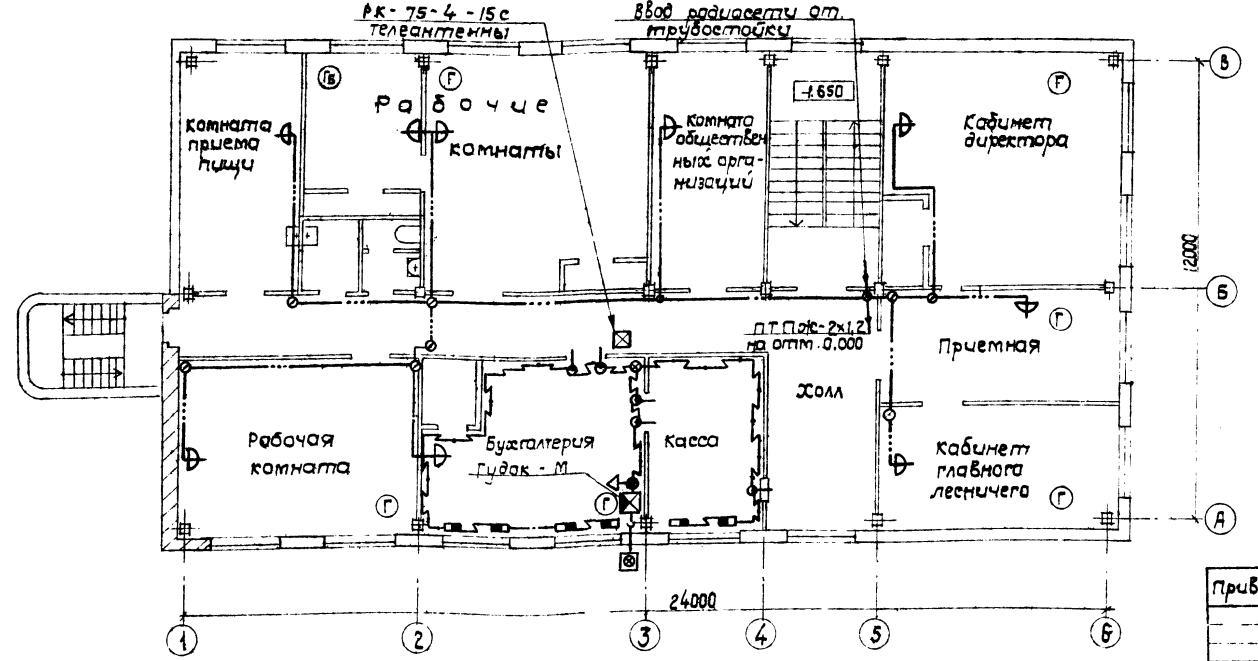 РК-75-4-15с
телеантенны
Ввод радиосети от
трубостойки
В
Гв
Г
Г
Рабочие
комнаты
-1.650
Комната
приема
пищи
Комната
обществен
ных орга-
низаций
Кабинет
директора
12000
Б
ПТПЖ-2х1,2
на отм. 0.000
Г
Приемная
Холл
Рабочая
комната
Бухгалтерия
Гудок-М
Касса
Кабинет
главного
лесничего
Г
Г
Г
А
24000
1
2
3
4
5
6
Прив